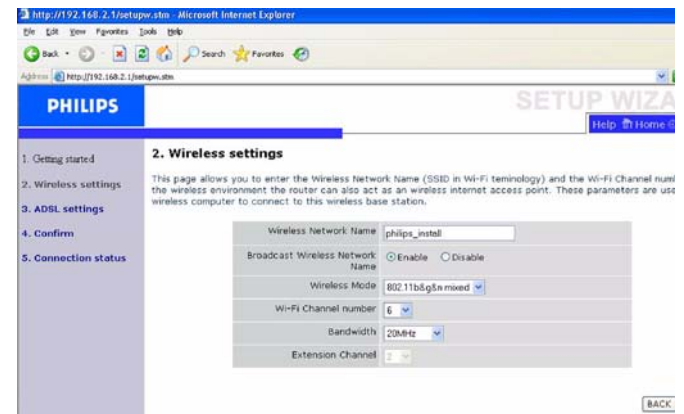 http://192.168.2.1/setupw.stm - Microsoft Internet Explorer
File Edit View Favorites Tools Help
Back Search Favorites
Address http://192.168.2.1/setupw.stm
PHILIPS
SETUP WIZA
Help Home
1. Getting started
2. Wireless settings
3. ADSL settings
4. Confirm
5. Connection status
2. Wireless settings
This page allows you to enter the Wireless Network Name (SSID in Wi-Fi teminology) and the Wi-Fi Channel num
the wireless environment the router can also act as an wireless internet access point. These parameters are use
wireless computer to connect to this wireless base station.
Wireless Network Name philips_install
Broadcast Wireless Network Name Enable Disable
Wireless Mode 802.11b&g&n mixed
Wi-Fi Channel number 6
Bandwidth 20MHz
Extension Channel 2
BACK